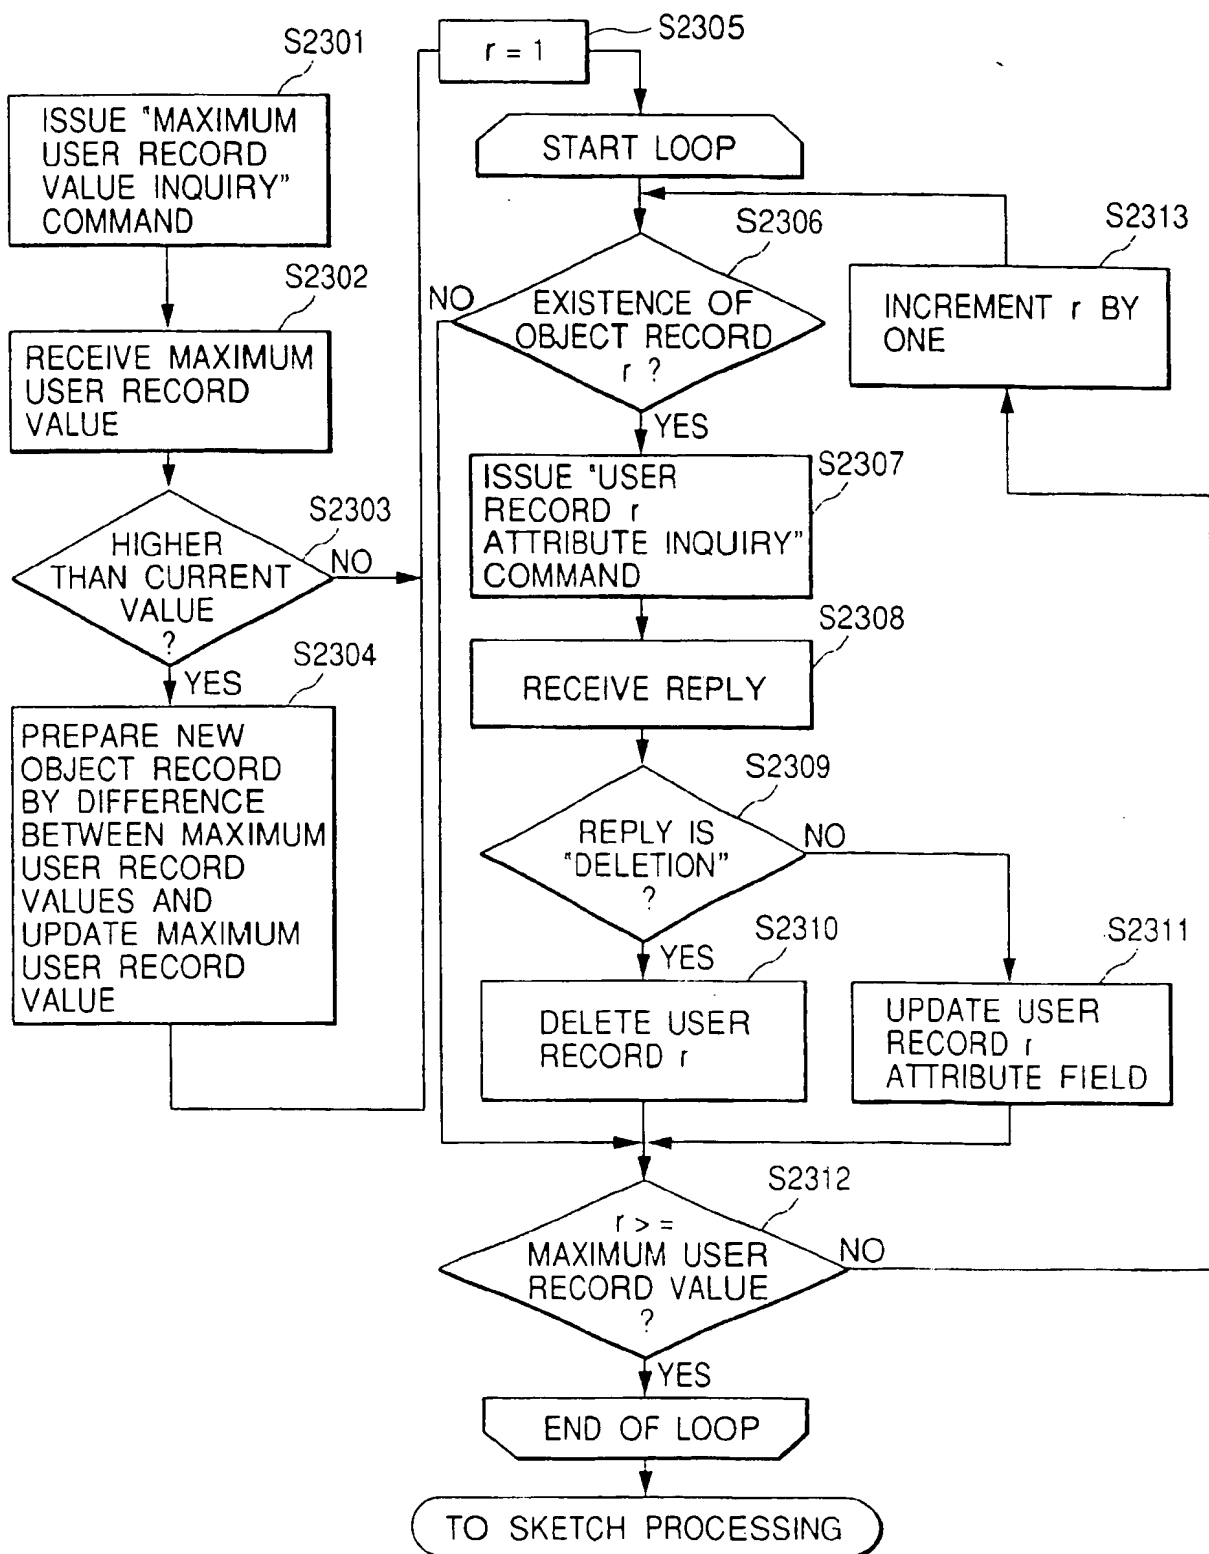 S2301
ISSUE "MAXIMUM
USER RECORD
VALUE INQUIRY"
COMMAND
S2302
RECEIVE MAXIMUM
USER RECORD
VALUE
S2303
HIGHER
THAN CURRENT
VALUE
?
NO
YES
S2304
PREPARE NEW
OBJECT RECORD
BY DIFFERENCE
BETWEEN MAXIMUM
USER RECORD
VALUES AND
UPDATE MAXIMUM
USER RECORD
VALUE
S2305
r = 1
START LOOP
S2306
EXISTENCE OF
OBJECT RECORD
r ?
NO
YES
S2307
ISSUE "USER
RECORD r
ATTRIBUTE INQUIRY"
COMMAND
S2308
RECEIVE REPLY
S2309
REPLY IS
"DELETION"
?
NO
YES
S2310
DELETE USER
RECORD r
S2311
UPDATE USER
RECORD r
ATTRIBUTE FIELD
S2312
r > =
MAXIMUM USER
RECORD VALUE
?
NO
YES
S2313
INCREMENT r BY
ONE
END OF LOOP
TO SKETCH PROCESSING